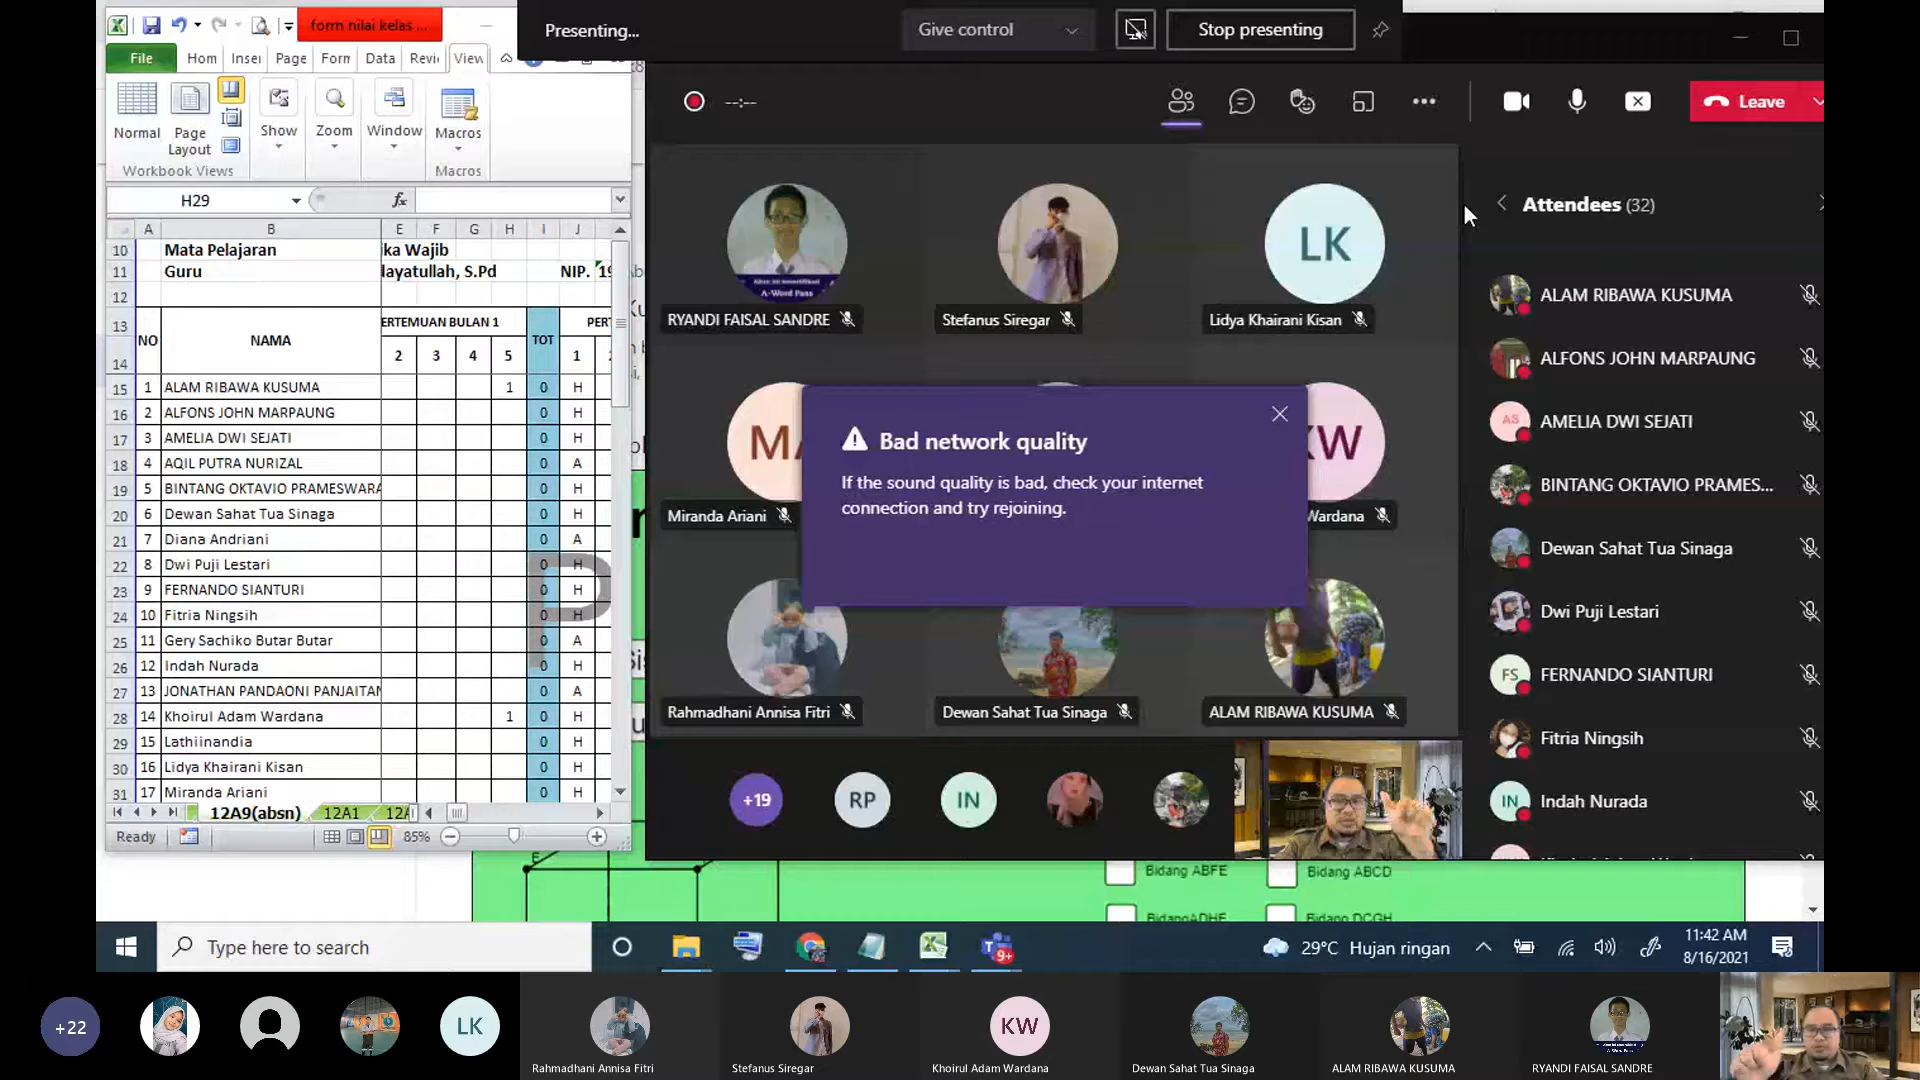 form nilai kelas ...
Presenting...
Give control
Stop presenting
File
Hom
Inser
Page
Form
Data
Revi
View
Normal
Page
Layout
Show
Zoom
Window
Macros
Workbook Views
Macros
H29
fx
A B E F G H I J
10 Mata Pelajaran ika Wajib
11 Guru layatullah, S.Pd NIP. 19
12
13 NO NAMA ERTEMUAN BULAN 1 TOT PER
14 2 3 4 5 1
15 1 ALAM RIBAWA KUSUMA 1 0 H
16 2 ALFONS JOHN MARPAUNG 0 H
17 3 AMELIA DWI SEJATI 0 H
18 4 AQIL PUTRA NURIZAL 0 A
19 5 BINTANG OKTAVIO PRAMESWARA 0 H
20 6 Dewan Sahat Tua Sinaga 0 H
21 7 Diana Andriani 0 A
22 8 Dwi Puji Lestari 0 H
23 9 FERNANDO SIANTURI 0 H
24 10 Fitria Ningsih 0 H
25 11 Gery Sachiko Butar Butar 0 A
26 12 Indah Nurada 0 H
27 13 JONATHAN PANDAONI PANJAITAN 0 A
28 14 Khoirul Adam Wardana 1 0 H
29 15 Lathiinandia 0 H
30 16 Lidya Khairani Kisan 0 H
31 17 Miranda Ariani 0 H
P
12A9(absn) 12A1
Ready 85%
--:--
Leave
RYANDI FAISAL SANDRE
Stefanus Siregar
LK
Lidya Khairani Kisan
Miranda Ariani
KW
Wardana
Bad network quality
If the sound quality is bad, check your internet
connection and try rejoining.
Rahmadhani Annisa Fitri
Dewan Sahat Tua Sinaga
ALAM RIBAWA KUSUMA
+19
RP
IN
Attendees (32)
ALAM RIBAWA KUSUMA
ALFONS JOHN MARPAUNG
AS AMELIA DWI SEJATI
BINTANG OKTAVIO PRAMES...
Dewan Sahat Tua Sinaga
Dwi Puji Lestari
FS FERNANDO SIANTURI
Fitria Ningsih
IN Indah Nurada
E
Bidang ABFE
Bidang ABCD
BidangADHE
Bidang DCGH
Type here to search
9+
29°C Hujan ringan
11:42 AM
8/16/2021
+22
LK
KW
Rahmadhani Annisa Fitri
Stefanus Siregar
Khoirul Adam Wardana
Dewan Sahat Tua Sinaga
ALAM RIBAWA KUSUMA
RYANDI FAISAL SANDRE